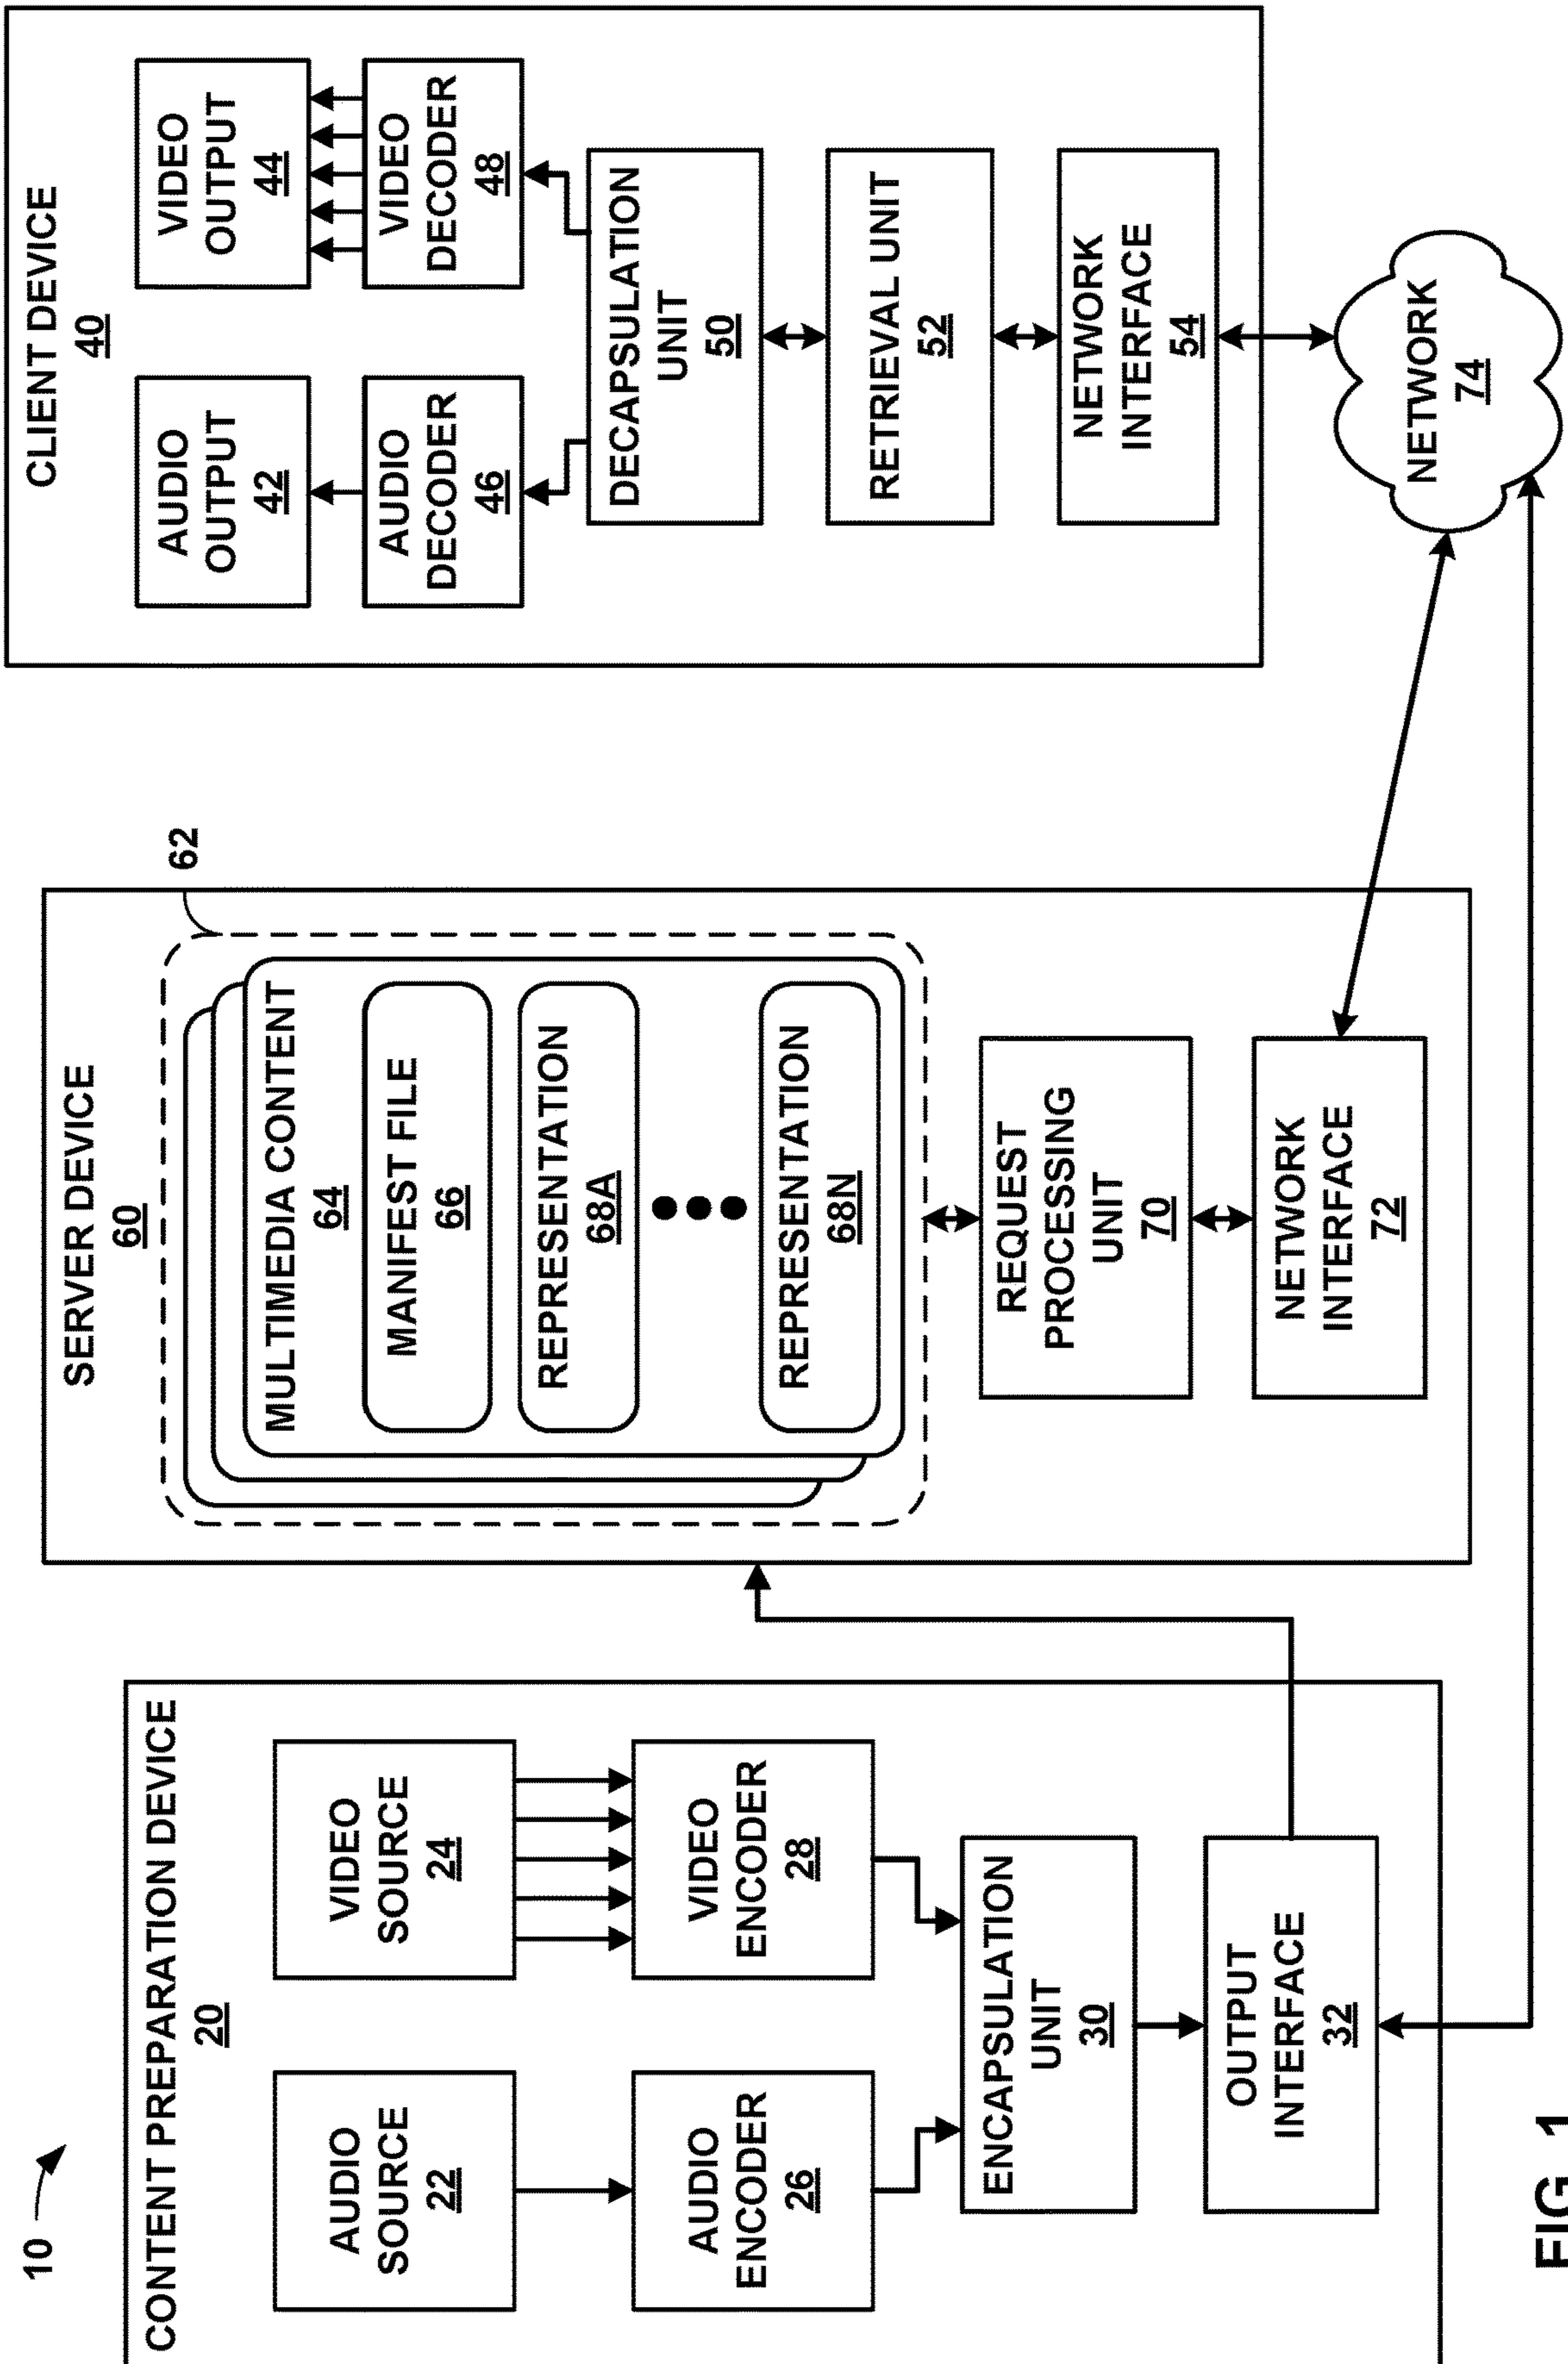 10
CONTENT PREPARATION DEVICE
20
AUDIO
SOURCE
22
VIDEO
SOURCE
24
AUDIO
ENCODER
26
VIDEO
ENCODER
28
ENCAPSULATION
UNIT
30
OUTPUT
INTERFACE
32
SERVER DEVICE
60
62
MULTIMEDIA CONTENT
64
MANIFEST FILE
66
REPRESENTATION
68A
REPRESENTATION
68N
REQUEST
PROCESSING
UNIT
70
NETWORK
INTERFACE
72
CLIENT DEVICE
40
AUDIO
OUTPUT
42
VIDEO
OUTPUT
44
AUDIO
DECODER
46
VIDEO
DECODER
48
DECAPSULATION
UNIT
50
RETRIEVAL UNIT
52
NETWORK
INTERFACE
54
NETWORK
74
FIG. 1